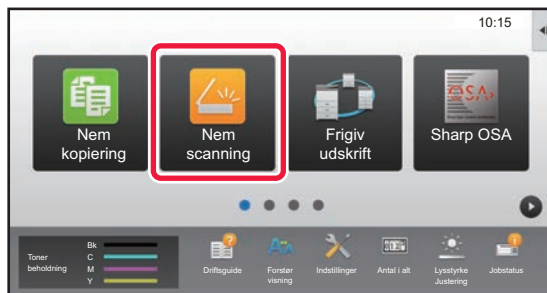 10:15
Nem
kopiering
Nem
scanning
Frigiv
udskrift
Sharp OSA
Toner
beholdning
Bk
C
M
Y
Driftsguide
Forstør
visning
Indstillinger
Antal i alt
Lysstyrke
Justering
Jobstatus